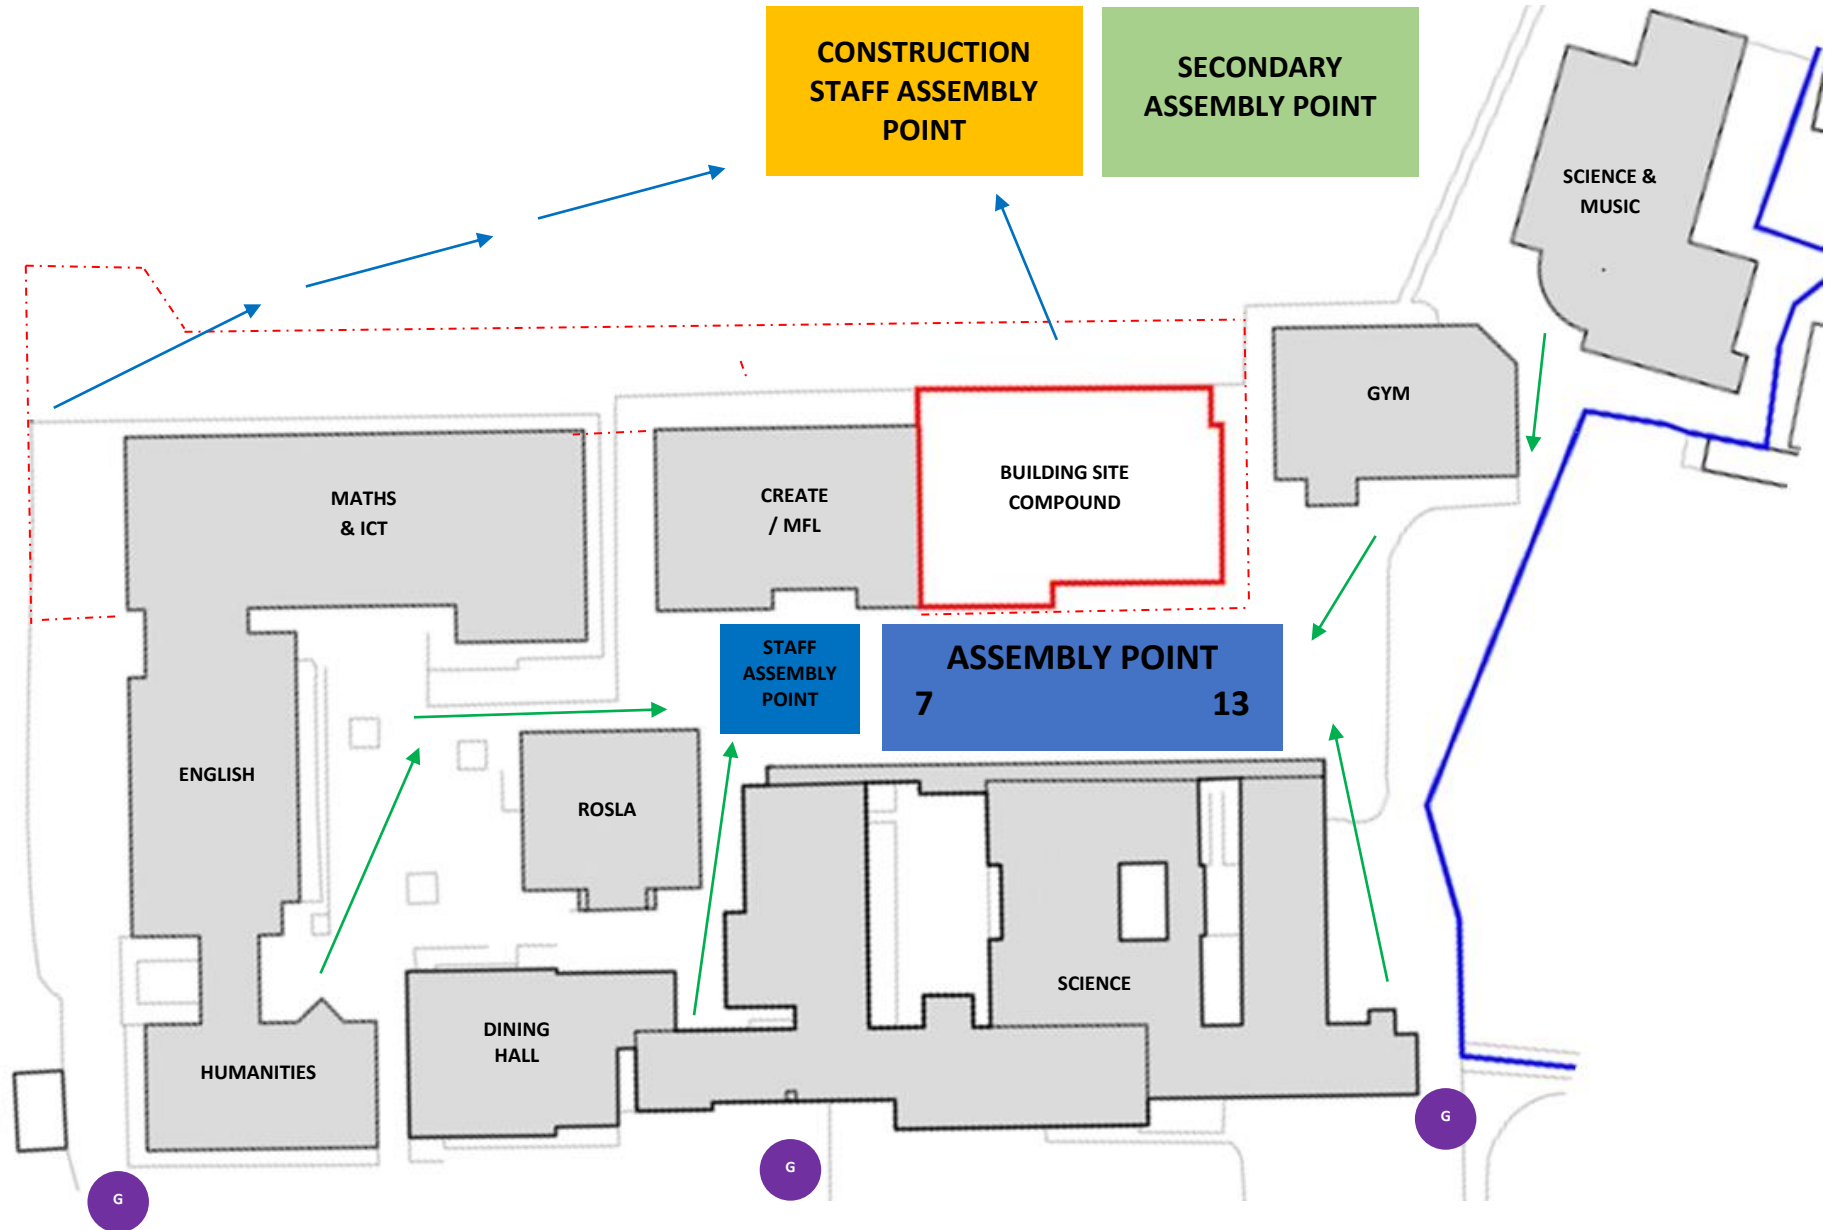 CONSTRUCTION
STAFF ASSEMBLY
POINT
SECONDARY
ASSEMBLY POINT
SCIENCE &
MUSIC
GYM
MATHS
& ICT
CREATE
/ MFL
BUILDING SITE
COMPOUND
STAFF
ASSEMBLY
POINT
ASSEMBLY POINT
7 13
ENGLISH
ROSLA
SCIENCE
DINING
HALL
HUMANITIES
G
G
G